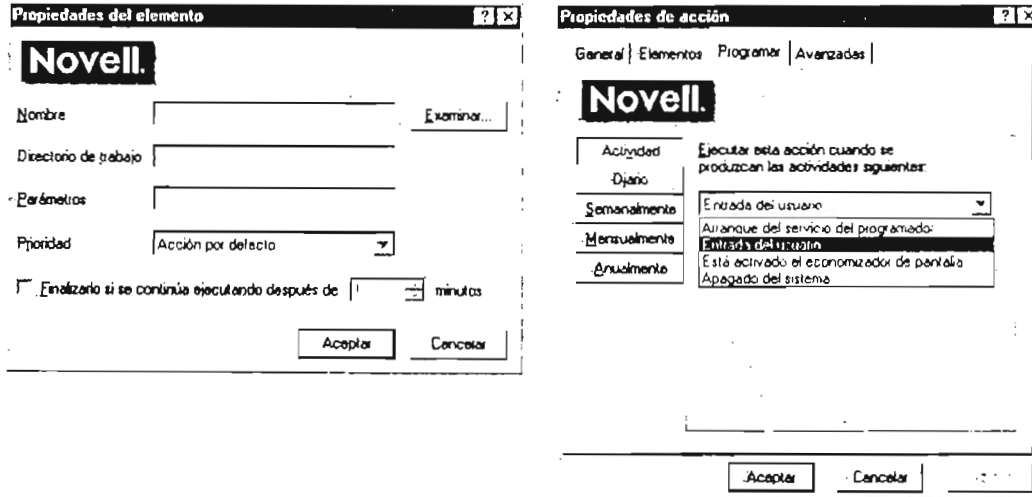 Propiedades del elemento
Novell.
Nombre
Examinar...
Directorio de trabajo
Parámetros
Prioridad
Acción por defecto
Finalizarlo si se continúa ejecutando después de 1 minutos
Aceptar
Cancelar
Propiedades de acción
General Elementos Programar Avanzadas
Novell.
Actividad
Diario
Semanalmente
Mensualmente
Anualmente
Ejecutar esta acción cuando se
produzcan las actividades siguientes:
Entrada del usuario
Arranque del servicio del programador
Entrada del usuario
Está activado el economizador de pantalla
Apagado del sistema
Aceptar
Cancelar